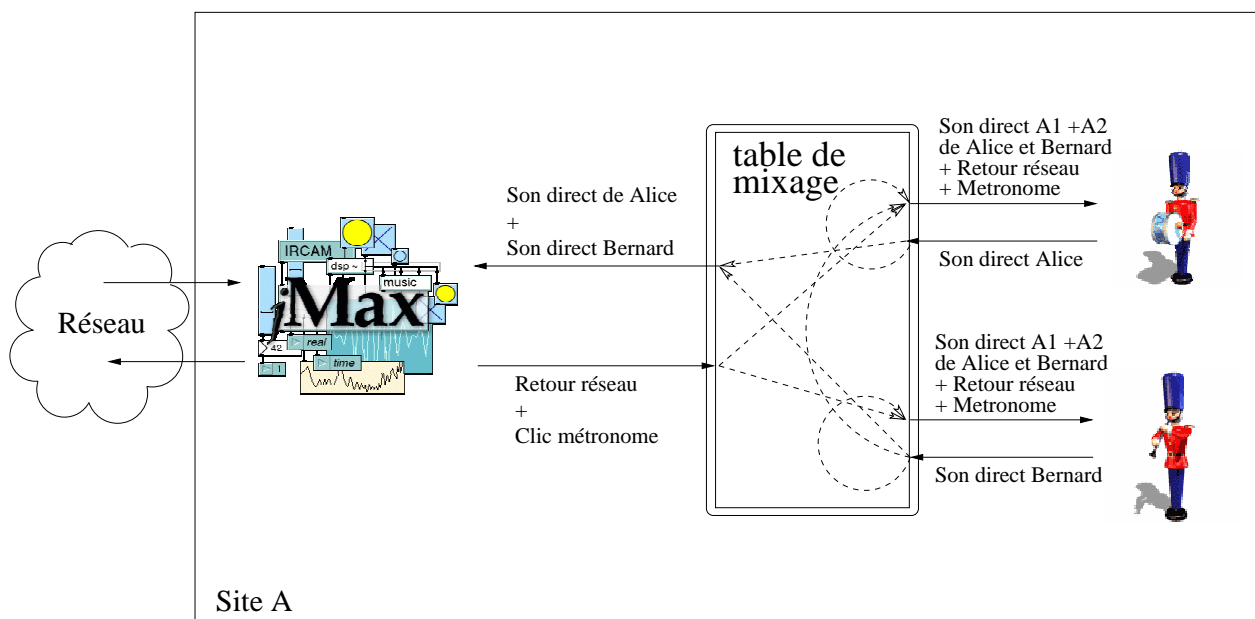 table de
mixage
Son direct A1 +A2
de Alice et Bernard
+ Retour réseau
+ Metronome
Son direct de Alice
+
Son direct Bernard
Son direct Alice
IRCAM
dsp ~
music
jMax
Réseau
42
real
1
time
Retour réseau
+
Clic métronome
Son direct A1 +A2
de Alice et Bernard
+ Retour réseau
+ Metronome
Son direct Bernard
Site A